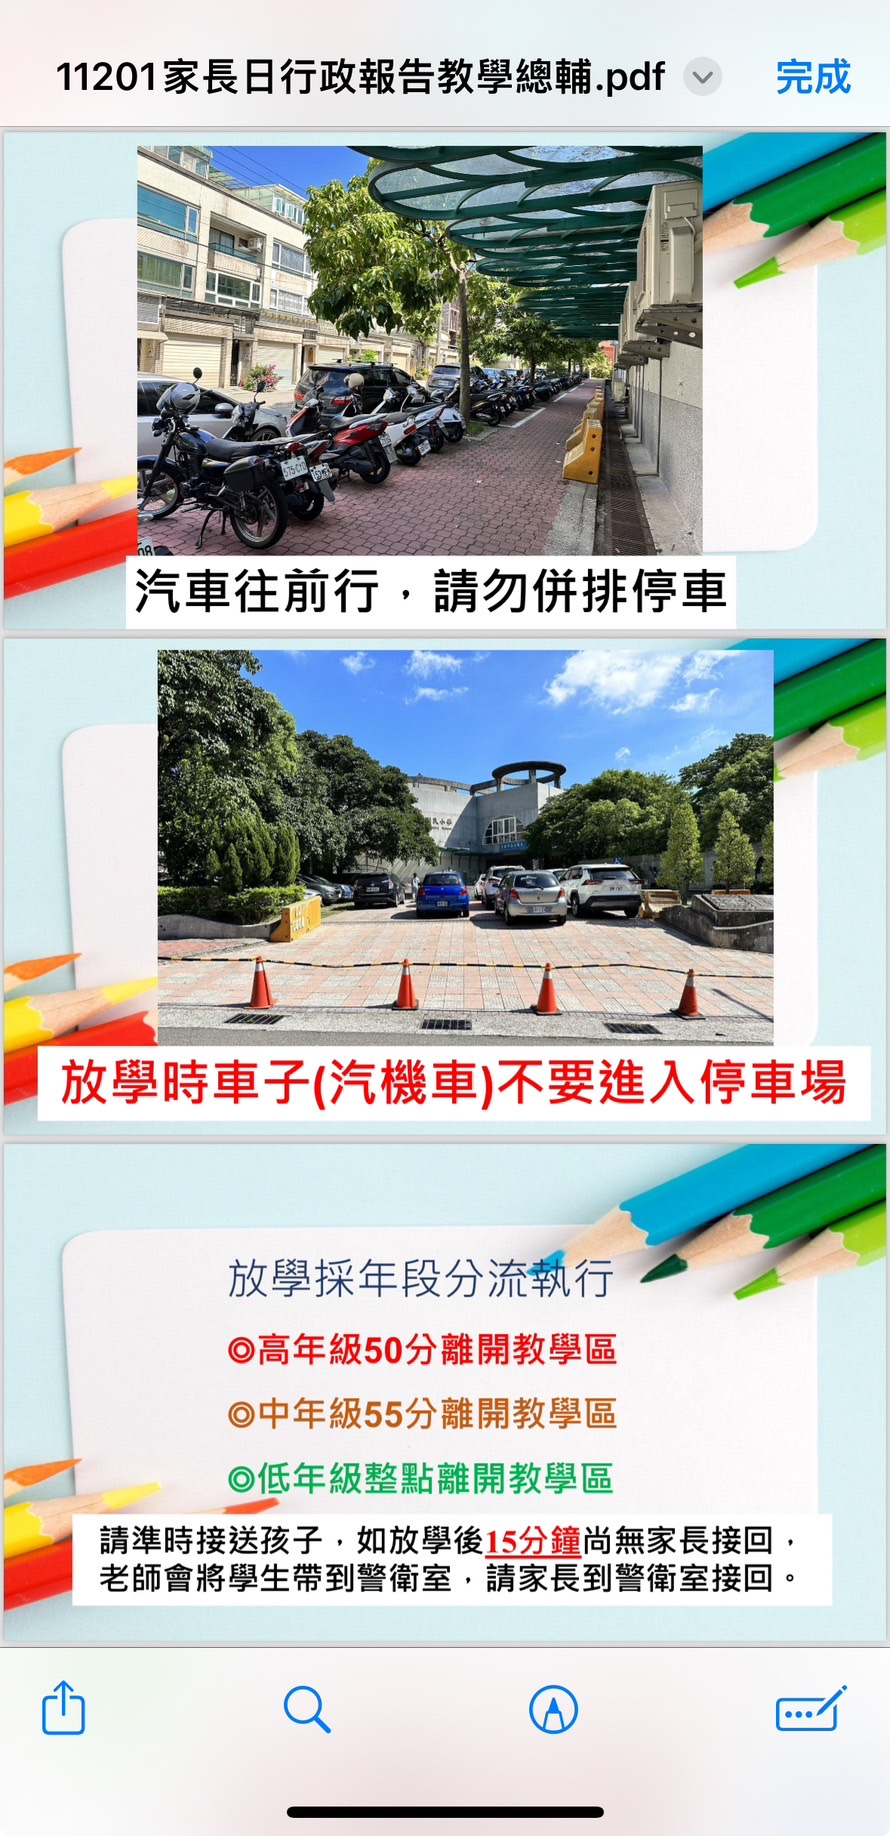 11201家長日行政報告教學總輔.pdf
完成
575CYD
汽車往前行，請勿併排停車
民小學
放學時車子(汽機車)不要進入停車場
放學採年段分流執行
◎高年級50分離開教學區
◎中年級55分離開教學區
◎低年級整點離開教學區
請準時接送孩子，如放學後15分鐘尚無家長接回，
老師會將學生帶到警衛室，請家長到警衛室接回。